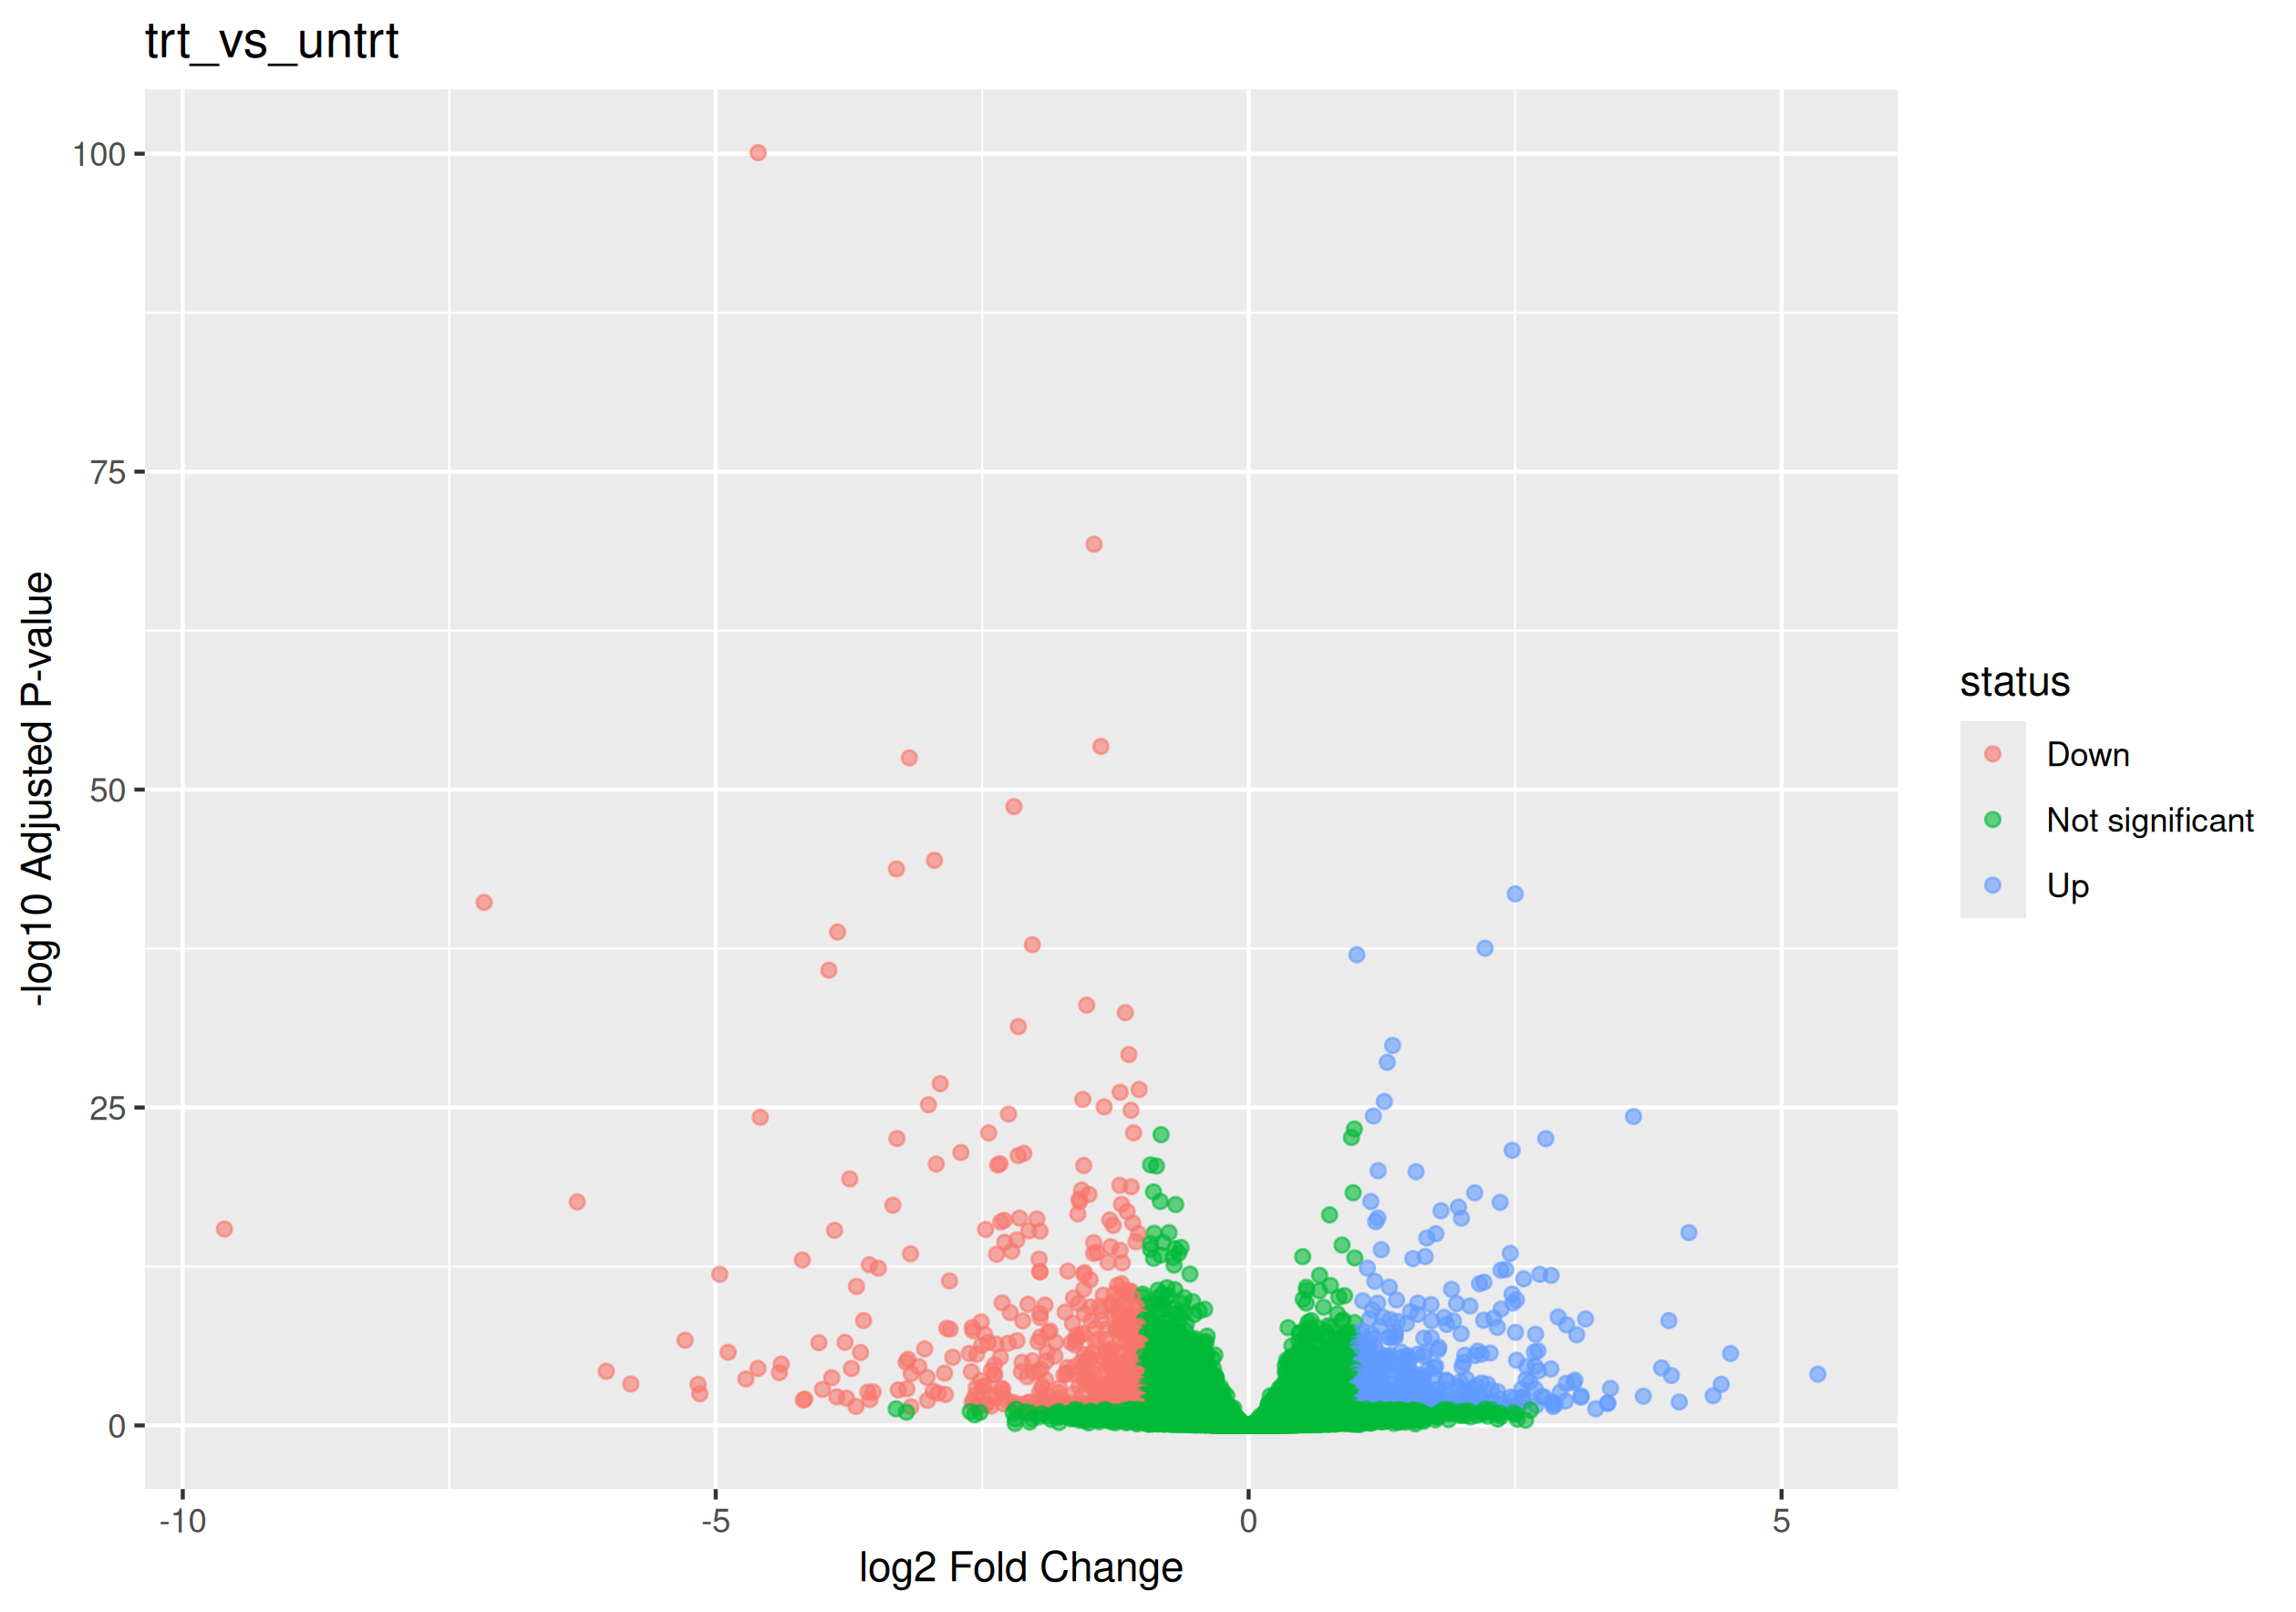 trt_vs_untrt
100
75
50
25
0
-log10 Adjusted P-value
-10
-5
0
5
log2 Fold Change
status
Down
Not significant
Up